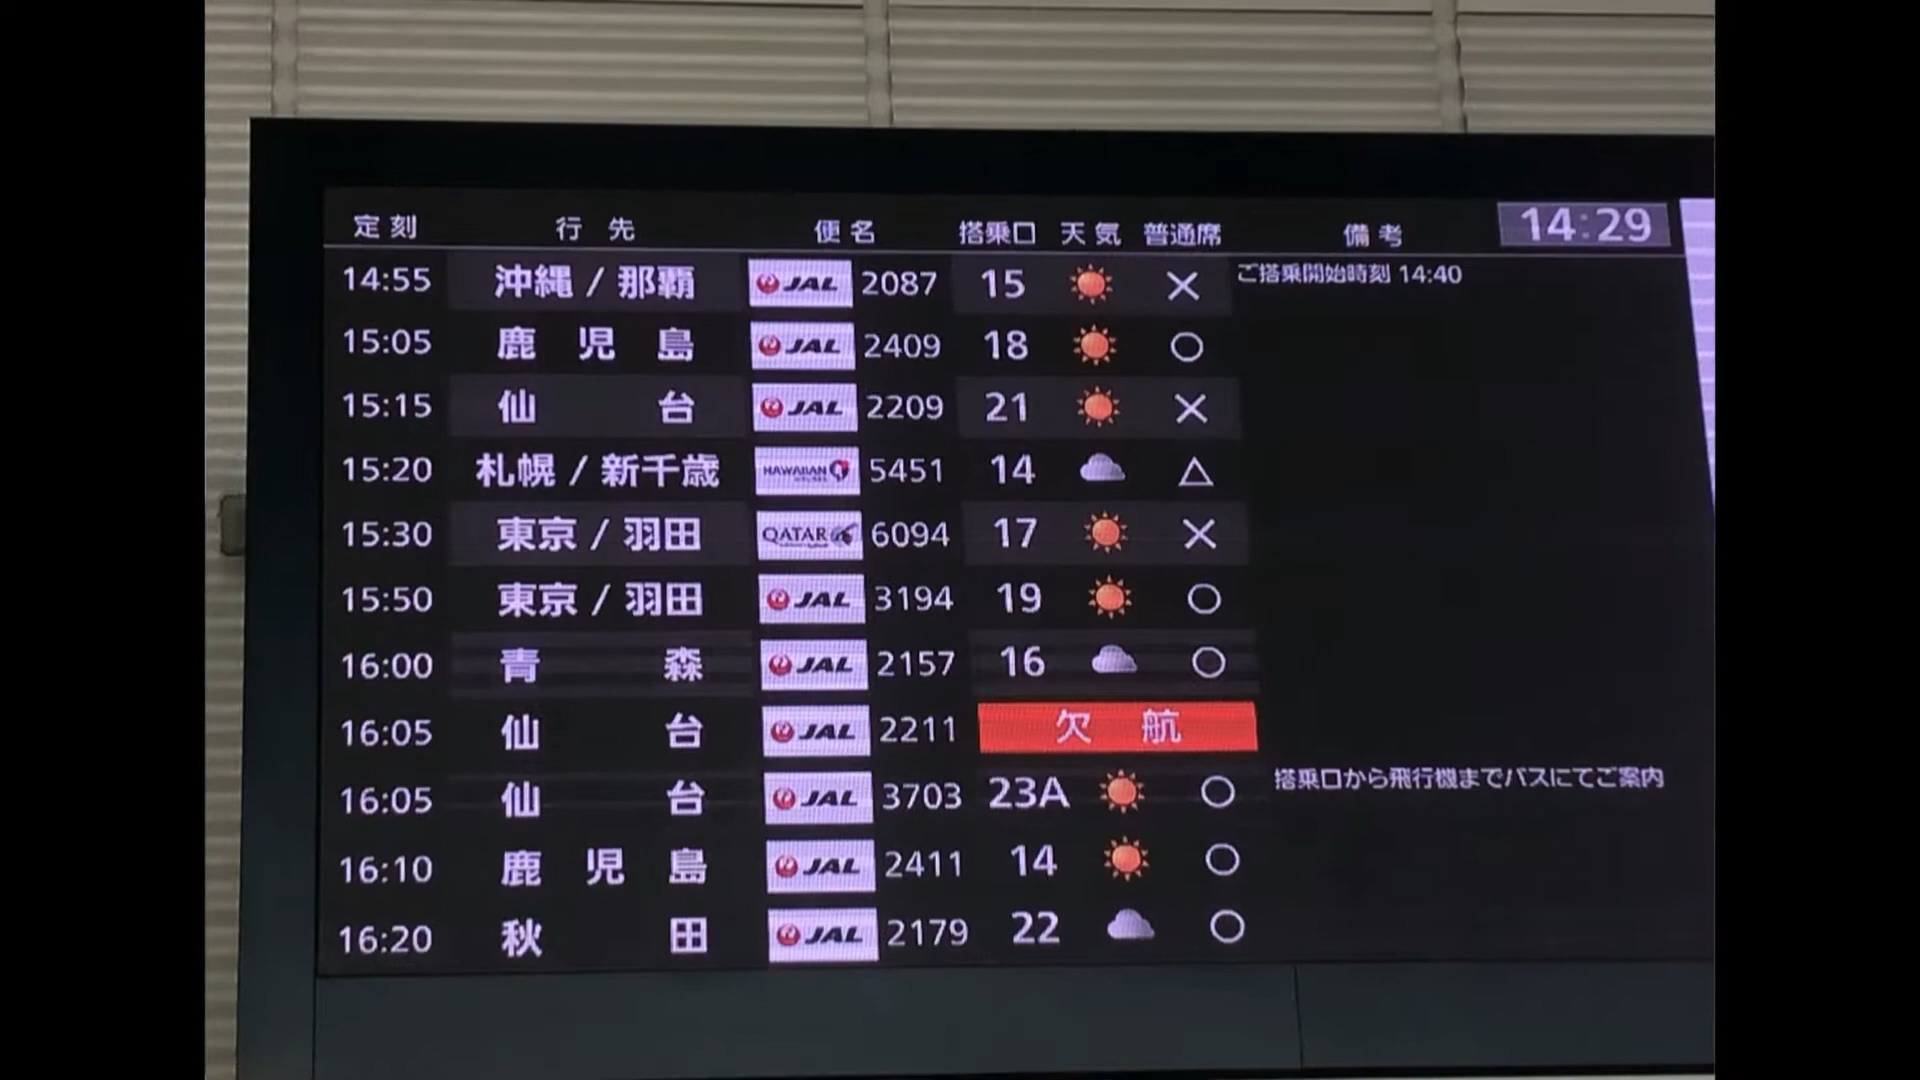 定刻 行先 便名 搭乗口 天気 普通席 備考 14:29
14:55 沖縄 / 那覇 JAL 2087 15 × ご搭乗開始時刻 14:40
15:05 鹿児島 JAL 2409 18 ○
15:15 仙台 JAL 2209 21 ×
15:20 札幌 / 新千歳 HAWAIIAN AIRLINES 5451 14 △
15:30 東京 / 羽田 QATAR 6094 17 ×
15:50 東京 / 羽田 JAL 3194 19 ○
16:00 青森 JAL 2157 16 ○
16:05 仙台 JAL 2211 欠航
16:05 仙台 JAL 3703 23A ○ 搭乗口から飛行機までバスにてご案内
16:10 鹿児島 JAL 2411 14 ○
16:20 秋田 JAL 2179 22 ○